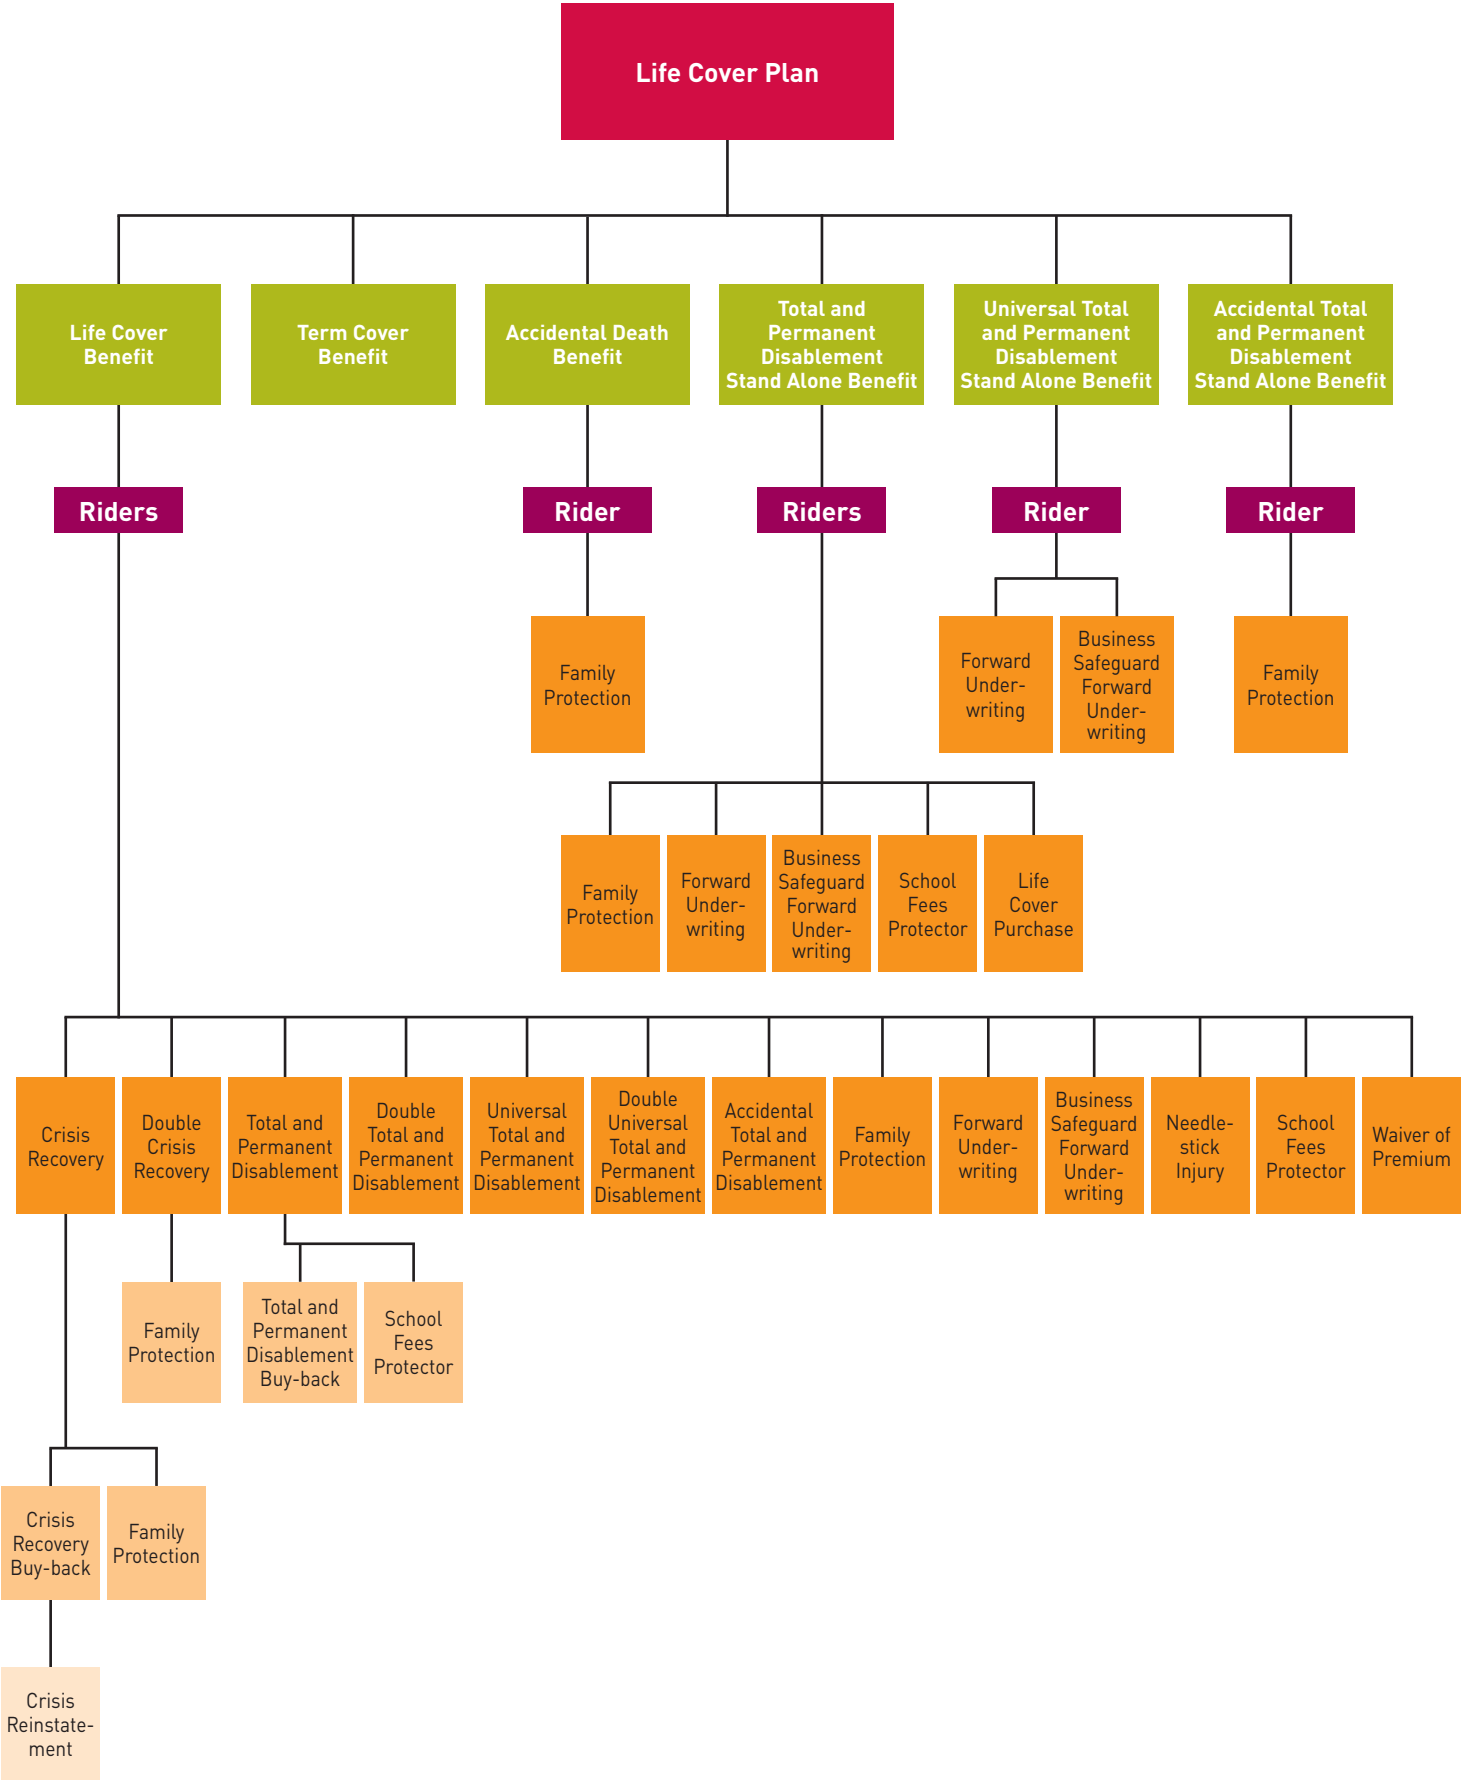 Life Cover Plan
Life Cover
Benefit
Term Cover
Benefit
Accidental Death
Benefit
Total and
Permanent
Disablement
Stand Alone Benefit
Universal Total
and Permanent
Disablement
Stand Alone Benefit
Accidental Total
and Permanent
Disablement
Stand Alone Benefit
Riders
Rider
Riders
Rider
Rider
Family
Protection
Forward
Under-
writing
Business
Safeguard
Forward
Under-
writing
Family
Protection
Family
Protection
Forward
Under-
writing
Business
Safeguard
Forward
Under-
writing
School
Fees
Protector
Life
Cover
Purchase
Crisis
Recovery
Double
Crisis
Recovery
Total and
Permanent
Disablement
Double
Total and
Permanent
Disablement
Universal
Total and
Permanent
Disablement
Double
Universal
Total and
Permanent
Disablement
Accidental
Total and
Permanent
Disablement
Family
Protection
Forward
Under-
writing
Business
Safeguard
Forward
Under-
writing
Needle-
stick
Injury
School
Fees
Protector
Waiver of
Premium
Family
Protection
Total and
Permanent
Disablement
Buy-back
School
Fees
Protector
Crisis
Recovery
Buy-back
Family
Protection
Crisis
Reinstate-
ment